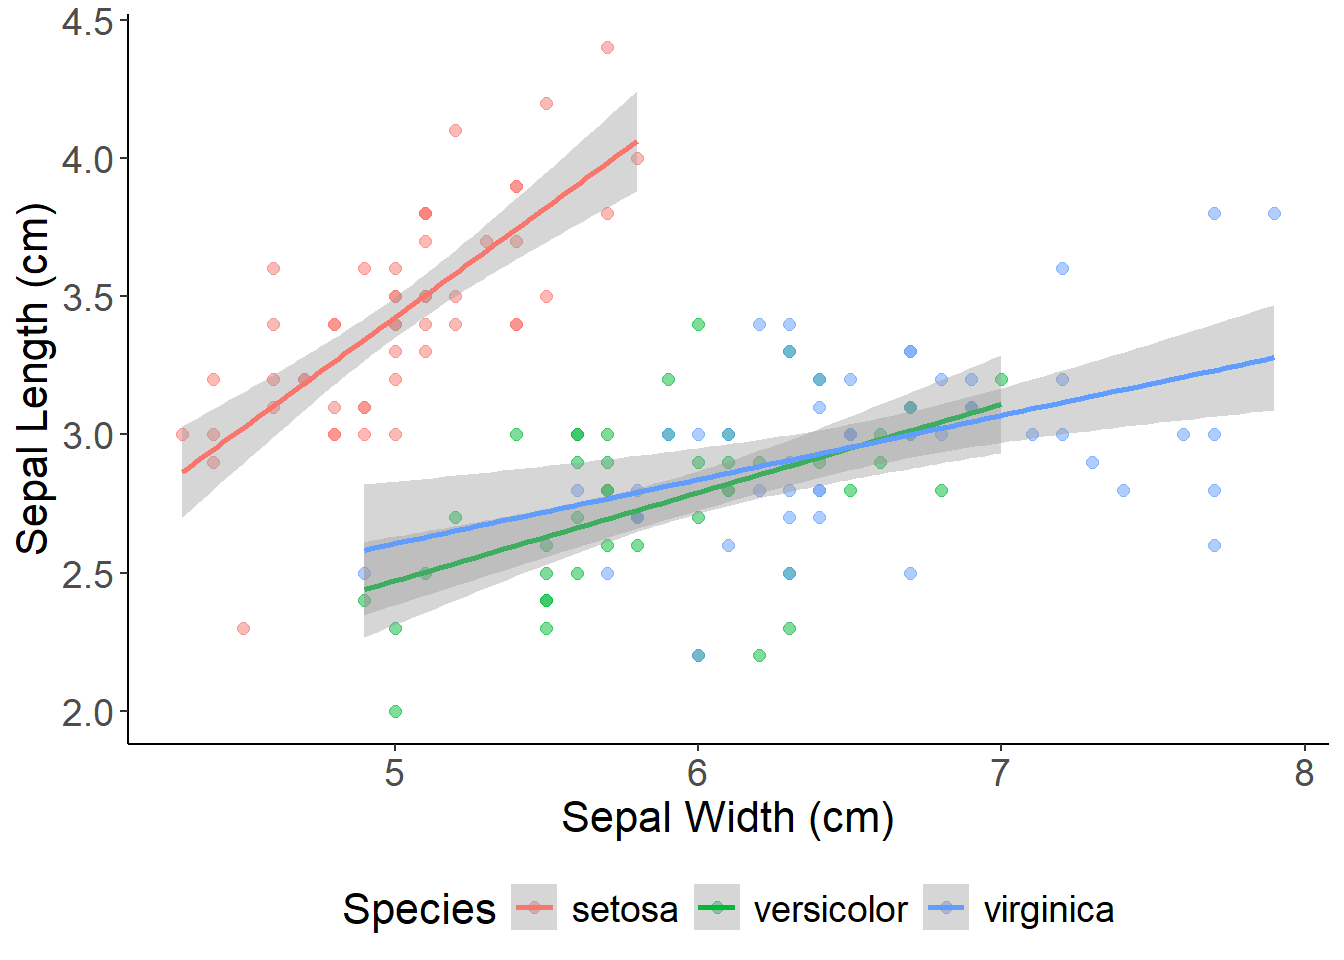 4.5
4.0
3.5
3.0
2.5
2.0
Sepal Length (cm)
5 6 7 8
Sepal Width (cm)
Species setosa versicolor virginica